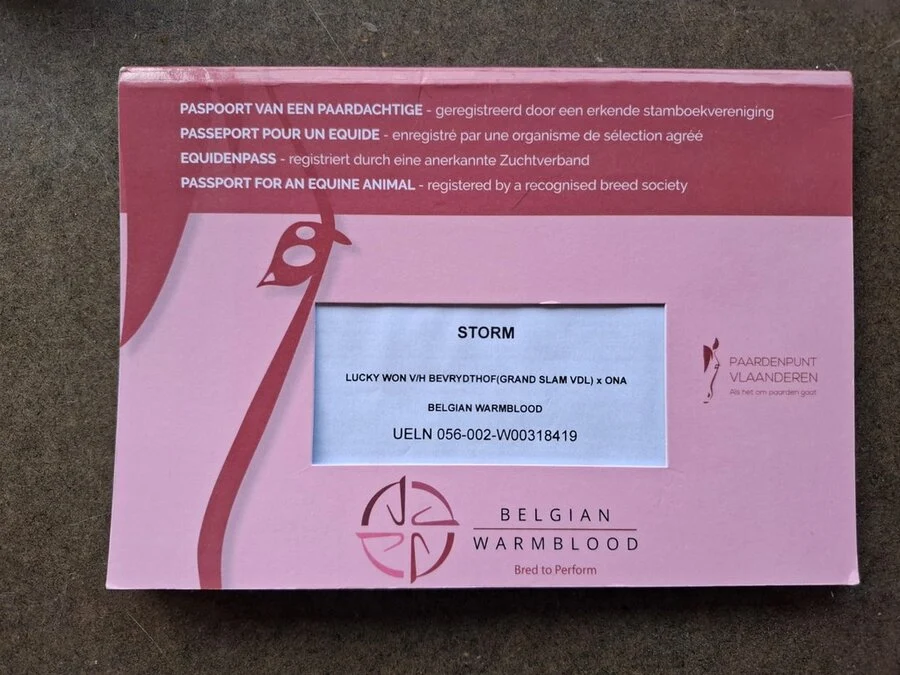 PASPOORT VAN EEN PAARDACHTIGE - geregistreerd door een erkende stamboekvereniging
PASSEPORT POUR UN EQUIDE - enregistré par une organisme de sélection agréé
EQUIDENPASS - registriert durch eine anerkannte Zuchtverband
PASSPORT FOR AN EQUINE ANIMAL - registered by a recognised breed society
STORM
LUCKY WON V/H BEVRYDTHOF(GRAND SLAM VDL) x ONA
BELGIAN WARMBLOOD
UELN 056-002-W00318419
PAARDENPUNT
VLAANDEREN
Als het om paarden gaat
BELGIAN
WARMBLOOD
Bred to Perform